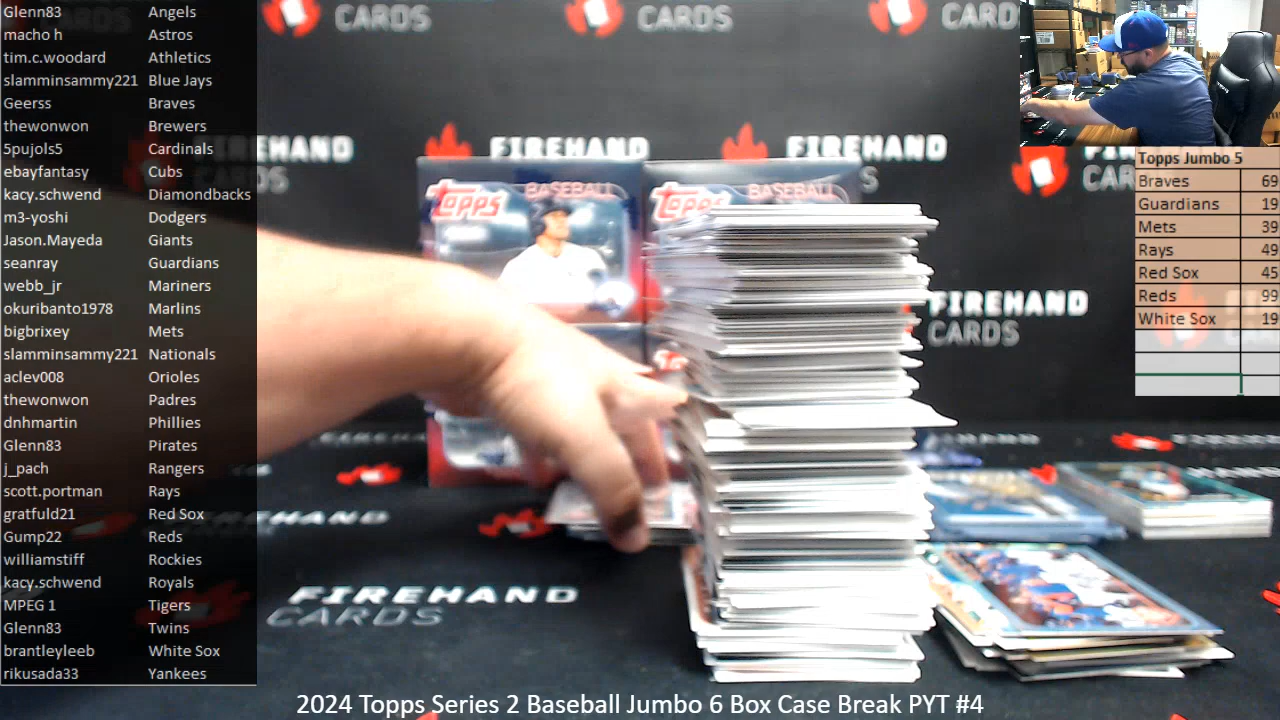 Glenn83 Angels
macho h Astros
tim.c.woodard Athletics
slamminsammy221 Blue Jays
Geerss Braves
thewonwon Brewers
5pujols5 Cardinals
ebayfantasy Cubs
kacy.schwend Diamondbacks
m3-yoshi Dodgers
Jason.Mayeda Giants
seanray Guardians
webb_jr Mariners
okuribanto1978 Marlins
bigbrixey Mets
slamminsammy221 Nationals
aclev008 Orioles
thewonwon Padres
dnhmartin Phillies
Glenn83 Pirates
j_pach Rangers
scott.portman Rays
gratfuld21 Red Sox
Gump22 Reds
williamstiff Rockies
kacy.schwend Royals
MPEG 1 Tigers
Glenn83 Twins
brantleyleeb White Sox
rikusada33 Yankees
CARDS
CARDS
CARD
FIREHAND
FIREHAND
FIREHAND
Topps BASEBALL
Topps BASEBALL
FIREHAND
CARDS
FIREHAND
CARDS
Topps Jumbo 5
Braves 69
Guardians 19
Mets 39
Rays 49
Red Sox 45
Reds 99
White Sox 19
2024 Topps Series 2 Baseball Jumbo 6 Box Case Break PYT #4